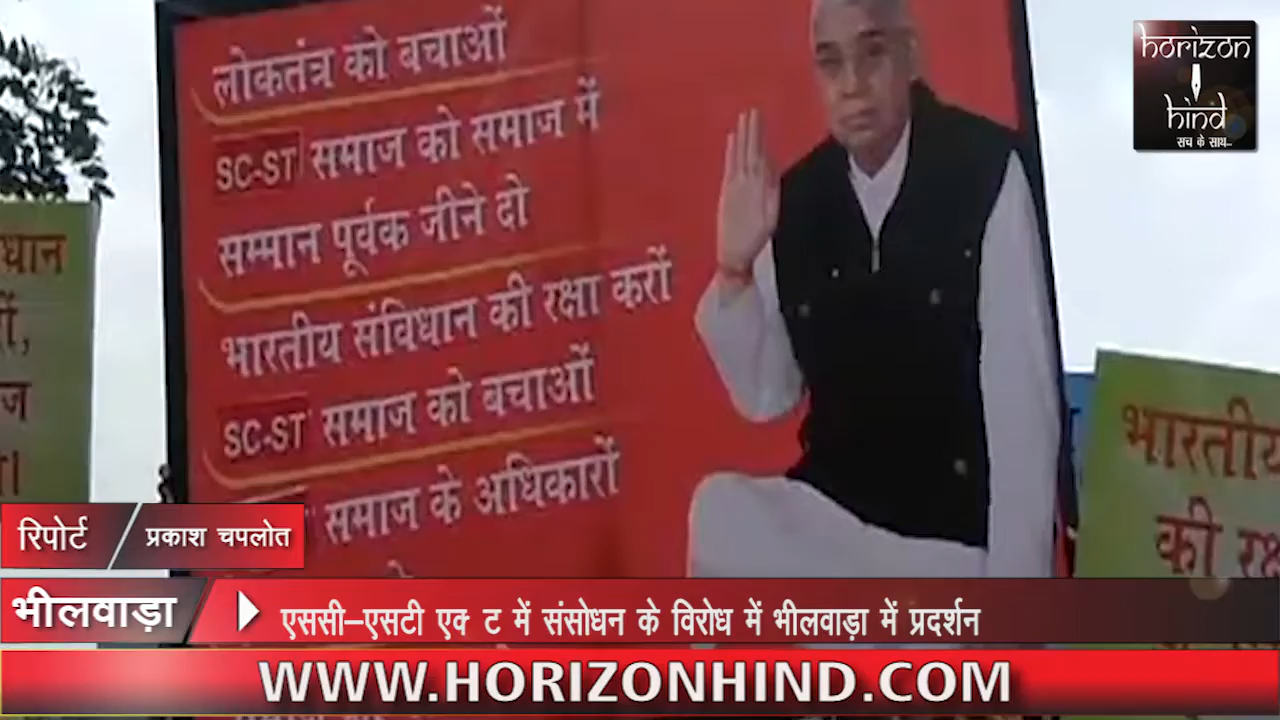 लोकतंत्र को बचाओं
SC-ST समाज को समाज में
सम्मान पूर्वक जीने दो
भारतीय संविधान की रक्षा करों
SC-ST समाज को बचाओं
समाज के अधिकारों
horizon
hind
सच के साथ..
भारतीय
की
रिपोर्ट
प्रकाश चपलोत
भीलवाड़ा
एससी–एसटी एक्ट में संसोधन के विरोध में भीलवाड़ा में प्रदर्शन
WWW.HORIZONHIND.COM